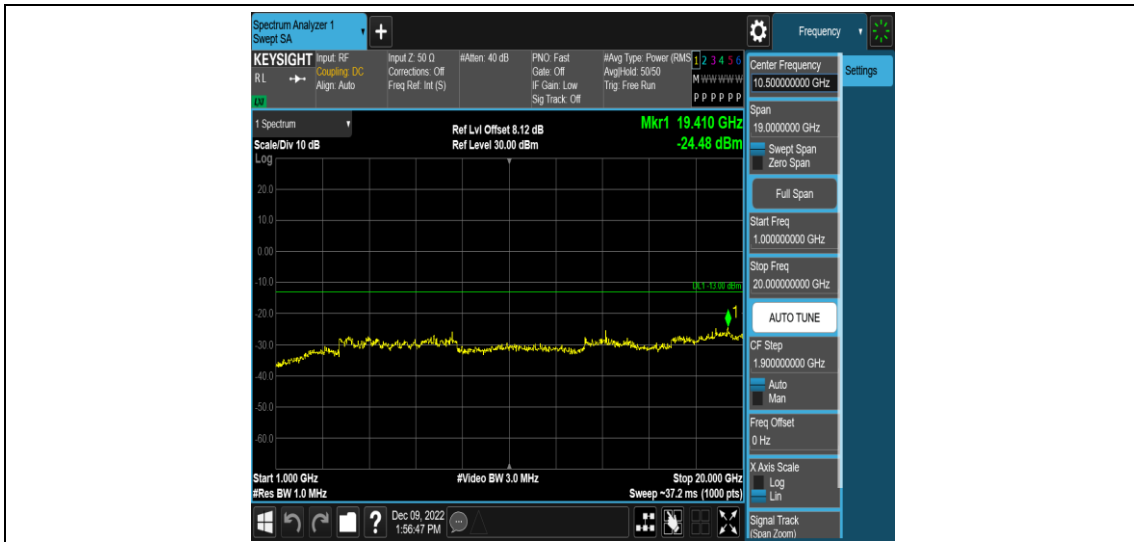 Spectrum Analyzer 1
Swept SA
+
Frequency
KEYSIGHT
RL
LM
Input: RF
Coupling: DC
Align: Auto
Input Z: 50 Ω
Corrections: Off
Freq Ref: Int (S)
#Atten: 40 dB
PNO: Fast
Gate: Off
IF Gain: Low
Sig Track: Off
#Avg Type: Power (RMS
Avg|Hold: 50/50
Trig: Free Run
1 2 3 4 5 6
M W W W W W
P P P P P P
1 Spectrum
Scale/Div 10 dB
Ref Lvl Offset 8.12 dB
Ref Level 30.00 dBm
Mkr1 19.410 GHz
-24.48 dBm
Log
20.0
10.0
0.00
-10.0
DL1 -13.00 dBm
-20.0
1
-30.0
-40.0
-50.0
-60.0
Start 1.000 GHz
#Video BW 3.0 MHz
Stop 20.000 GHz
#Res BW 1.0 MHz
Sweep ~37.2 ms (1000 pts)
Center Frequency
10.500000000 GHz
Settings
Span
19.0000000 GHz
Swept Span
Zero Span
Full Span
Start Freq
1.000000000 GHz
Stop Freq
20.000000000 GHz
AUTO TUNE
CF Step
1.900000000 GHz
Auto
Man
Freq Offset
0 Hz
X Axis Scale
Log
Lin
Signal Track
(Span Zoom)
?
Dec 09, 2022
1:56:47 PM